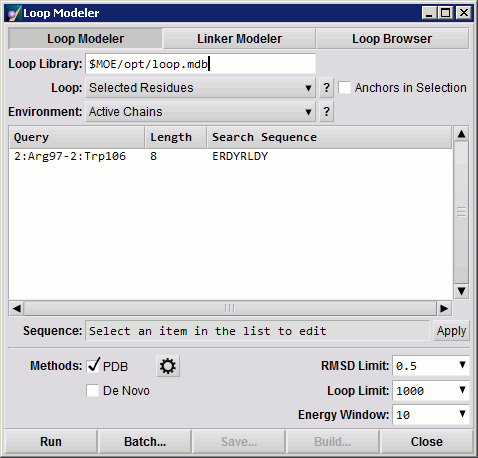 Loop Modeler
Loop Modeler Linker Modeler Loop Browser
Loop Library: $MOE/opt/loop.mdb
Loop: Selected Residues ? Anchors in Selection
Environment: Active Chains ?
Query Length Search Sequence
2:Arg97-2:Trp106 8 ERDYRLDY
Sequence: Select an item in the list to edit Apply
Methods: PDB RMSD Limit: 0.5
De Novo Loop Limit: 1000
Energy Window: 10
Run Batch... Save... Build... Close